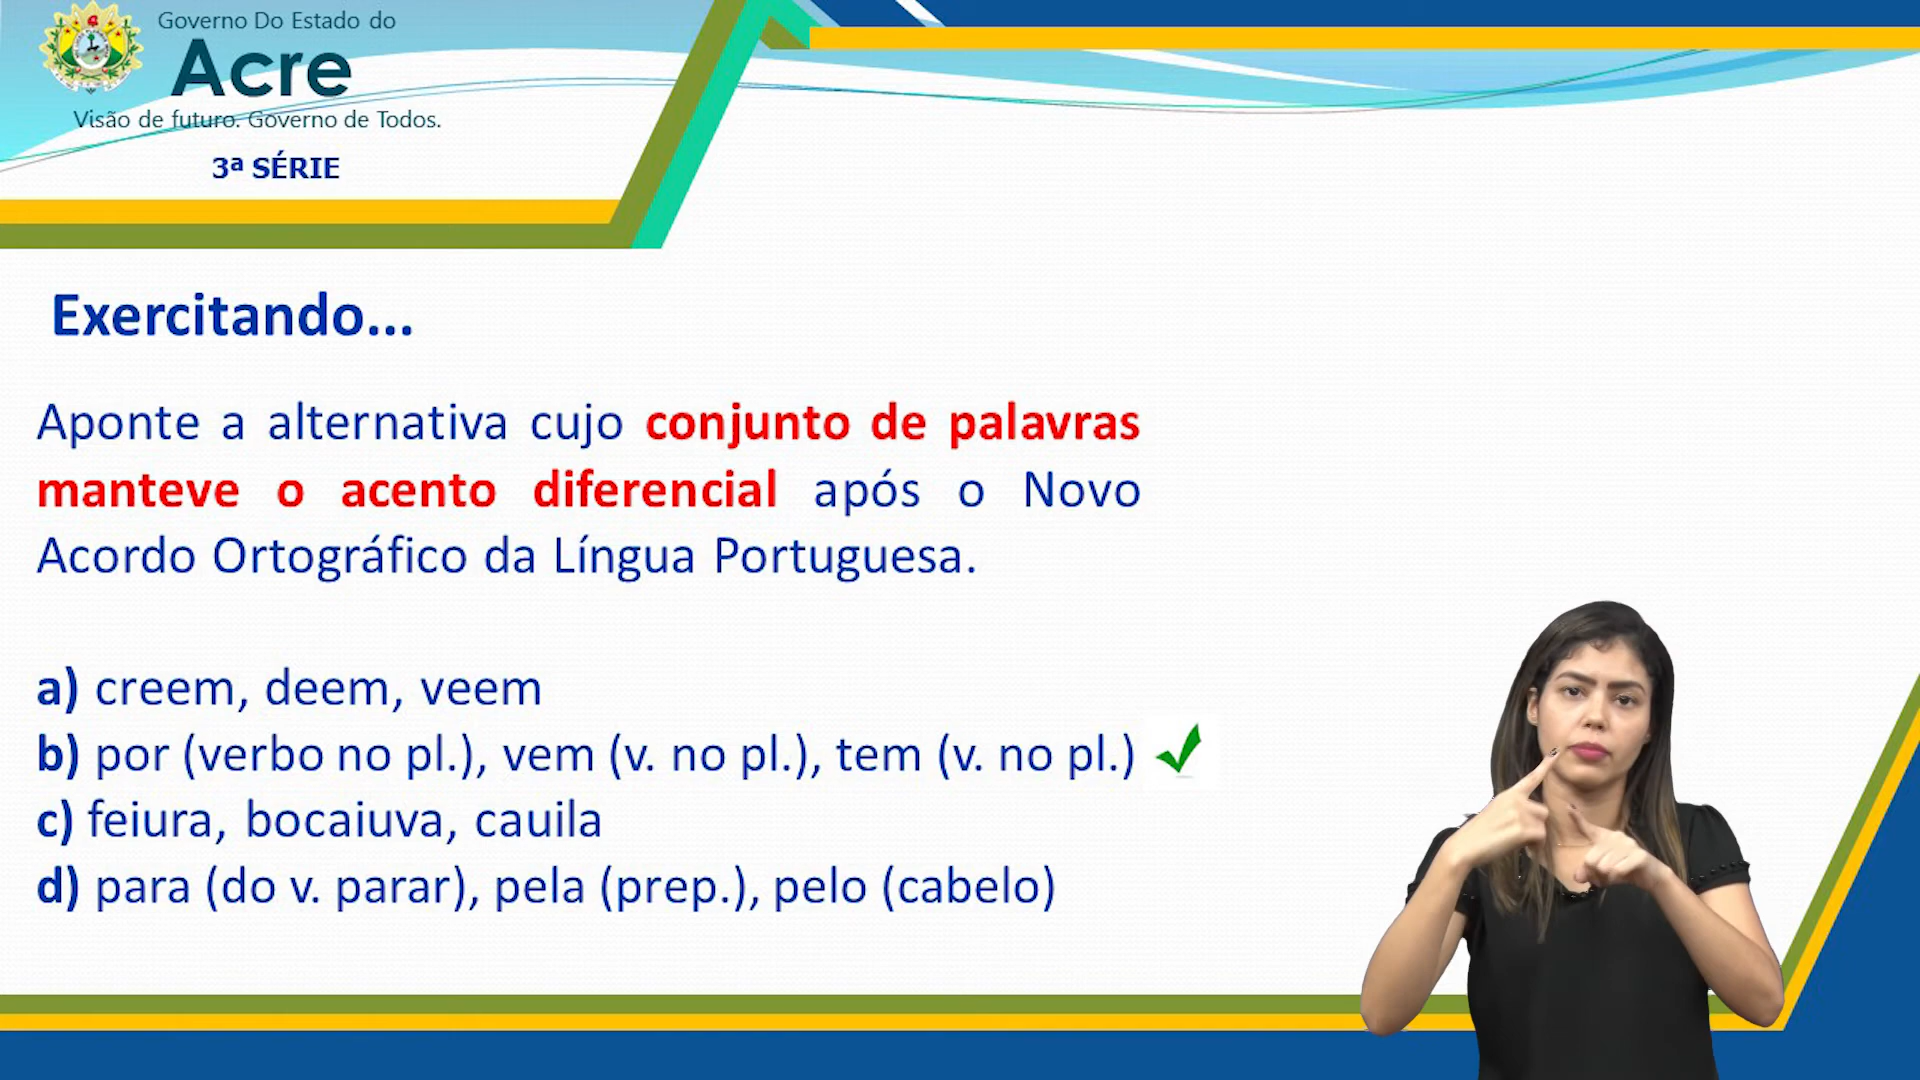 Governo Do Estado do
Acre
Visão de futuro. Governo de Todos.
3ª SÉRIE
Exercitando...
Aponte a alternativa cujo conjunto de palavras
manteve o acento diferencial após o Novo
Acordo Ortográfico da Língua Portuguesa.
a) creem, deem, veem
b) por (verbo no pl.), vem (v. no pl.), tem (v. no pl.)
c) feiura, bocaiuva, cauila
d) para (do v. parar), pela (prep.), pelo (cabelo)